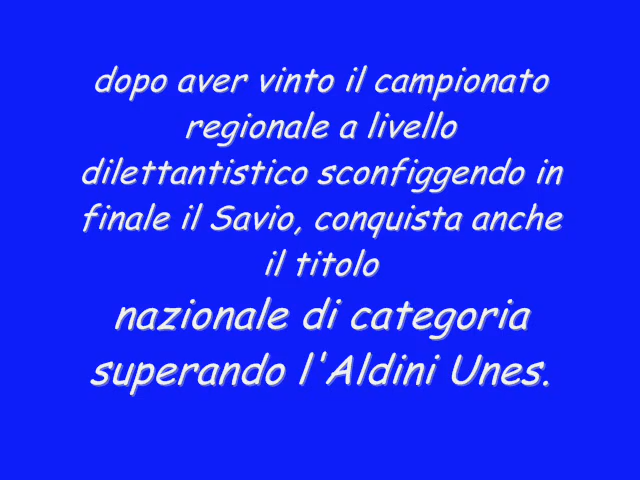 dopo aver vinto il campionato
regionale a livello
dilettantistico sconfiggendo in
finale il Savio, conquista anche
il titolo
nazionale di categoria
superando l'Aldini Unes.